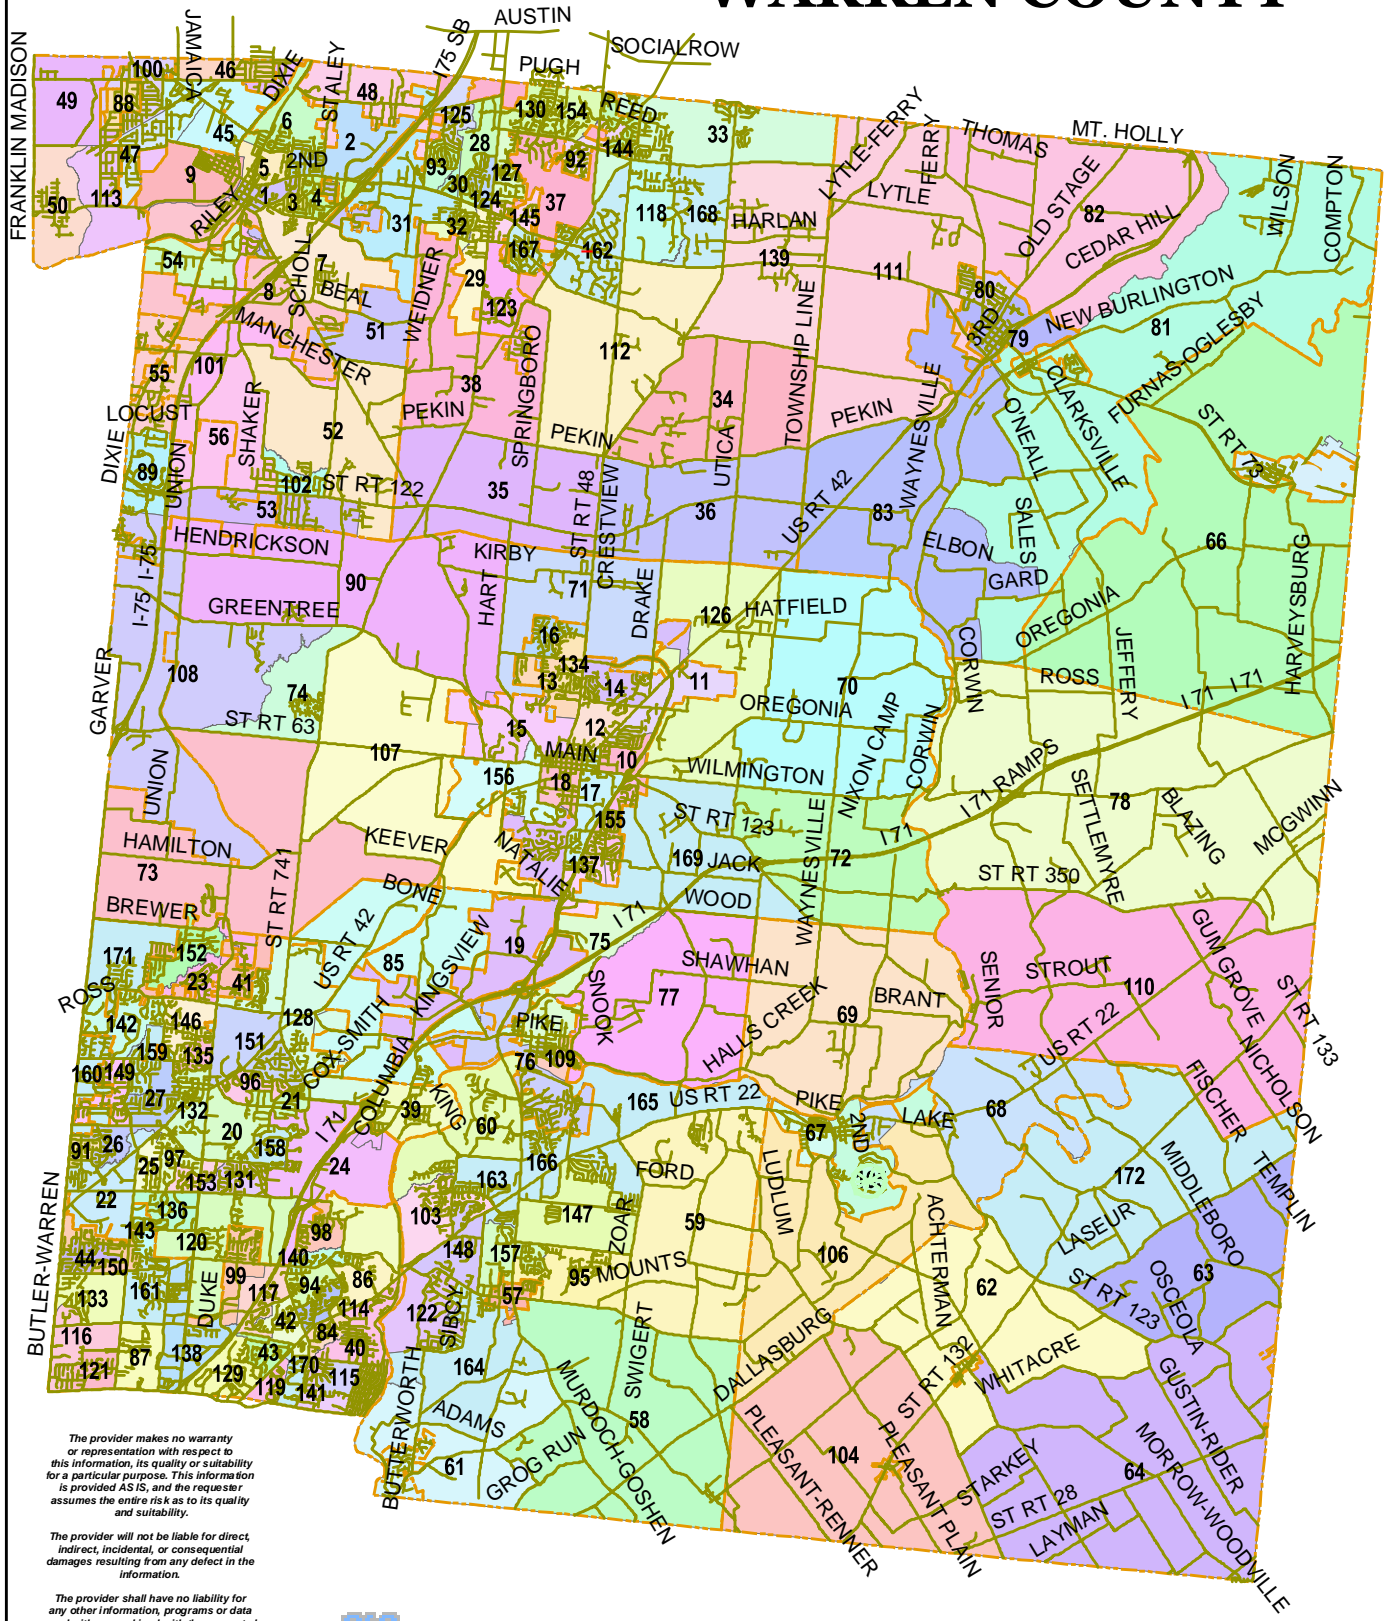 WARREN COUNTY
AUSTIN
SOCIALROW
PUGH
REED
I75 SB
JAMAICA
DIXIE
STALEY
FRANKLIN MADISON
100
46
48
49
88
6
2
45
47
125
28
130
154
144
33
LYTLE-FERRY
FERRY
THOMAS
MT. HOLLY
WILSON
COMPTON
9
5
2ND
93
30
127
92
124
37
1
3
4
113
50
RILEY
31
32
145
118
168
HARLAN
LYTLE
OLD STAGE
82
CEDAR HILL
54
SCHOLL
7
167
162
139
111
8
BEAL
WEIDNER
29
123
80
NEW BURLINGTON
3RD
79
81
MANCHESTER
51
SPRINGBORO
112
TOWNSHIP LINE
FURNAS-OGLESBY
55
101
38
34
WAYNESVILLE
CLARKSVILLE
LOCUST
SHAKER
PEKIN
PEKIN
PEKIN
O'NEALL
ST RT 73
56
52
UTICA
DIXIE
UNION
89
102
ST RT 122
35
ST RT 48
CRESTVIEW
36
US RT 42
83
53
SALES
66
HENDRICKSON
KIRBY
ELBON
GARD
I-75
I-75
90
71
DRAKE
HARVEYSBURG
GREENTREE
HART
126
HATFIELD
OREGONIA
16
CORWIN
JEFFERY
134
13
14
11
70
ROSS
GARVER
108
74
I 71
I 71
ST RT 63
15
12
OREGONIA
NIXON CAMP
CORWIN
107
MAIN
10
WILMINGTON
I 71 RAMPS
UNION
156
18
17
SETTLEMYRE
78
BLAZING
MCGWINN
155
ST RT 123
HAMILTON
KEEVER
NATALIE
137
169
JACK
72
I 71
73
ST RT 350
BONE
WOOD
WAYNESVILLE
BREWER
ST RT 741
I 71
US RT 42
KINGSVIEW
19
75
SHAWHAN
SENIOR
STROUT
GUM GROVE
171
152
85
110
ST RT 133
23
41
77
BRANT
ROSS
SNOOK
69
HALLS CREEK
142
146
128
COX-SMITH
PIKE
US RT 22
NICHOLSON
159
135
151
COLUMBIA
76
109
FISCHER
160
149
96
27
21
39
KING
165
US RT 22
PIKE
2ND
LAKE
68
132
60
67
I 71
91
26
20
158
166
MIDDLEBORO
TEMPLIN
25
97
24
163
FORD
LUDLUM
172
153
131
22
103
147
ZOAR
59
ACHTERMAN
LASEUR
136
98
143
120
148
157
106
BUTLER-WARREN
44
150
140
95
MOUNTS
63
99
94
86
62
OSCEOLA
133
161
DUKE
117
114
57
ST RT 123
42
122
SIBCY
SWIGERT
DALLASBURG
116
84
40
WHITACRE
87
138
43
170
164
ST RT 132
GUSTIN-RIDER
121
129
115
119
141
BUTTERWORTH
MURDOCH-GOSHEN
ADAMS
58
PLEASANT-RENNER
104
PLEASANT PLAIN
MORROW-WOODVILLE
61
GROG RUN
STARKEY
64
ST RT 28
LAYMAN
The provider makes no warranty
or representation with respect to
this information, its quality or suitability
for a particular purpose. This information
is provided AS IS, and the requester
assumes the entire risk as to its quality
and suitability.
The provider will not be liable for direct,
indirect, incidental, or consequential
damages resulting from any defect in the
information.
The provider shall have no liability for
any other information, programs or data